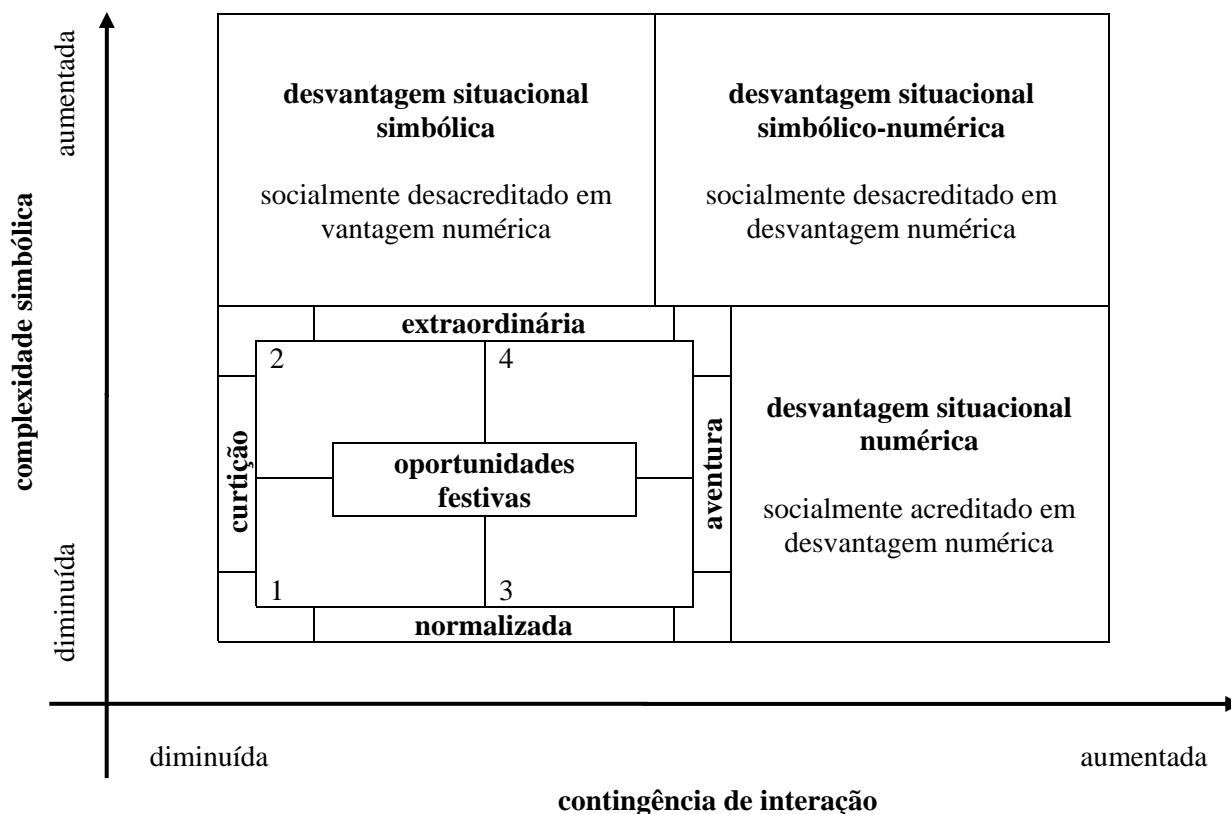 aumentada
complexidade simbólica
diminuída
desvantagem situacional
simbólica
socialmente desacreditado em
vantagem numérica
desvantagem situacional
simbólico-numérica
socialmente desacreditado em
desvantagem numérica
extraordinária
2
4
curtição
oportunidades
festivas
aventura
1
3
normalizada
desvantagem situacional
numérica
socialmente acreditado em
desvantagem numérica
diminuída
aumentada
contingência de interação